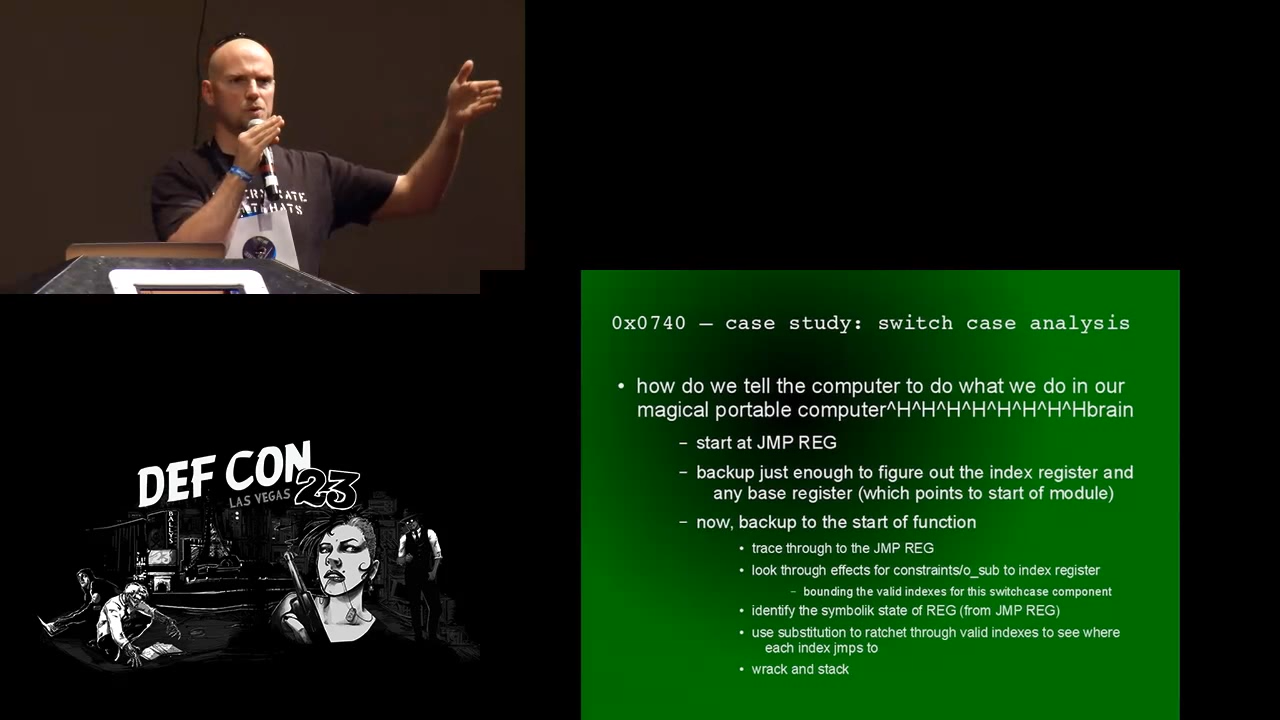 DEF CON 23
LAS VEGAS
BALLYS
0x0740 – case study: switch case analysis
• how do we tell the computer to do what we do in our
magical portable computer^H^H^H^H^H^H^H^Hbrain
– start at JMP REG
– backup just enough to figure out the index register and
any base register (which points to start of module)
– now, backup to the start of function
• trace through to the JMP REG
• look through effects for constraints/o_sub to index register
– bounding the valid indexes for this switchcase component
• identify the symbolik state of REG (from JMP REG)
• use substitution to ratchet through valid indexes to see where
each index jmps to
• wrack and stack